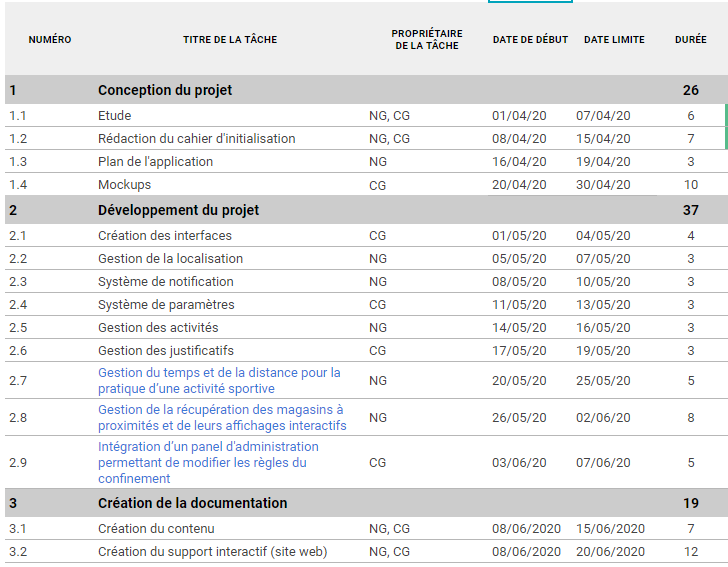 NUMÉRO TITRE DE LA TÂCHE PROPRIÉTAIRE DE LA TÂCHE DATE DE DÉBUT DATE LIMITE DURÉE
1 Conception du projet 26
1.1 Etude NG, CG 01/04/20 07/04/20 6
1.2 Rédaction du cahier d'initialisation NG, CG 08/04/20 15/04/20 7
1.3 Plan de l'application NG 16/04/20 19/04/20 3
1.4 Mockups CG 20/04/20 30/04/20 10
2 Développement du projet 37
2.1 Création des interfaces CG 01/05/20 04/05/20 4
2.2 Gestion de la localisation NG 05/05/20 07/05/20 3
2.3 Système de notification NG 08/05/20 10/05/20 3
2.4 Système de paramètres CG 11/05/20 13/05/20 3
2.5 Gestion des activités NG 14/05/20 16/05/20 3
2.6 Gestion des justificatifs CG 17/05/20 19/05/20 3
2.7 Gestion du temps et de la distance pour la
pratique d’une activité sportive NG 20/05/20 25/05/20 5
2.8 Gestion de la récupération des magasins à
proximités et de leurs affichages interactifs NG 26/05/20 02/06/20 8
2.9 Intégration d’un panel d’administration
permettant de modifier les règles du CG 03/06/20 07/06/20 5
confinement
3 Création de la documentation 19
3.1 Création du contenu NG, CG 08/06/2020 15/06/2020 7
3.2 Création du support interactif (site web) NG, CG 08/06/2020 20/06/2020 12